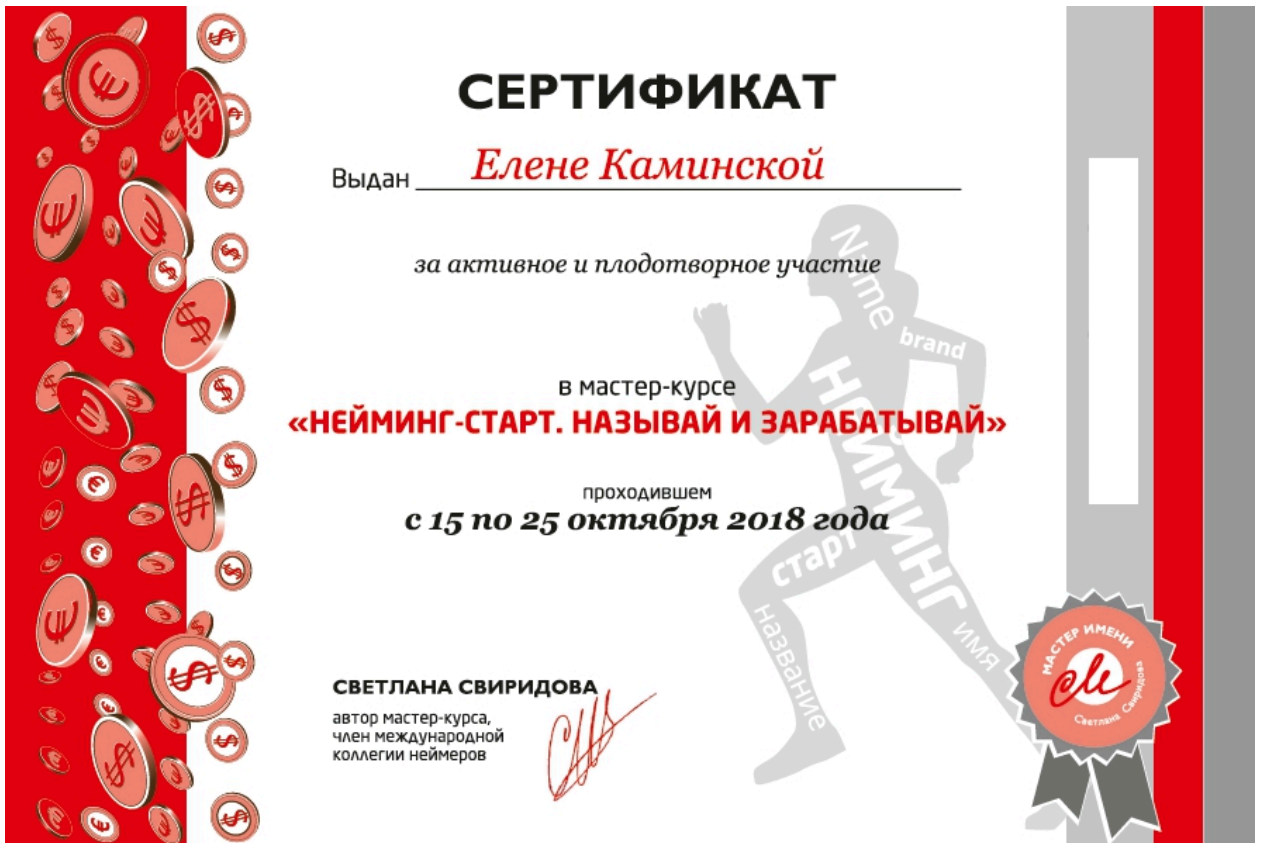 СЕРТИФИКАТ
Выдан Елене Каминской
за активное и плодотворное участие
в мастер-курсе
«НЕЙМИНГ-СТАРТ. НАЗЫВАЙ И ЗАРАБАТЫВАЙ»
проходившем
с 15 по 25 октября 2018 года
Name
brand
НЕЙМИНГ
старт
название
имя
СВЕТЛАНА СВИРИДОВА
автор мастер-курса,
член международной
коллегии неймеров
МАСТЕР ИМЕНИ
Светлана Свиридова